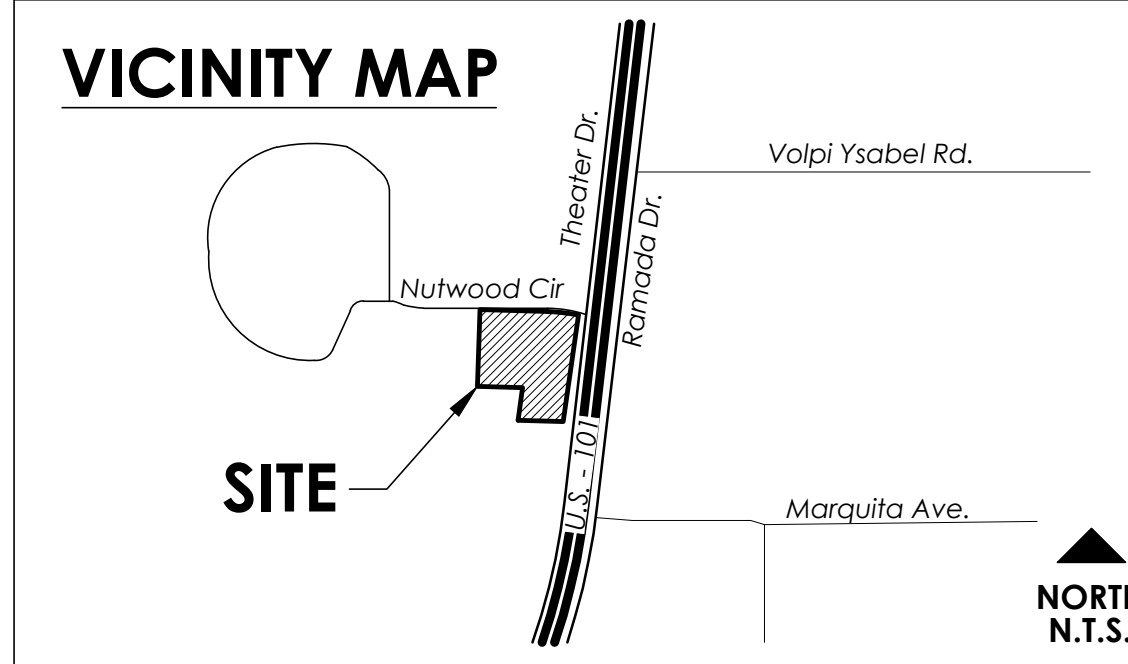 VICINITY MAP
Theater Dr.
Volpi Ysabel Rd.
Ramada Dr.
Nutwood Cir
SITE
U.S. - 101
Marquita Ave.
NORTH
N.T.S.